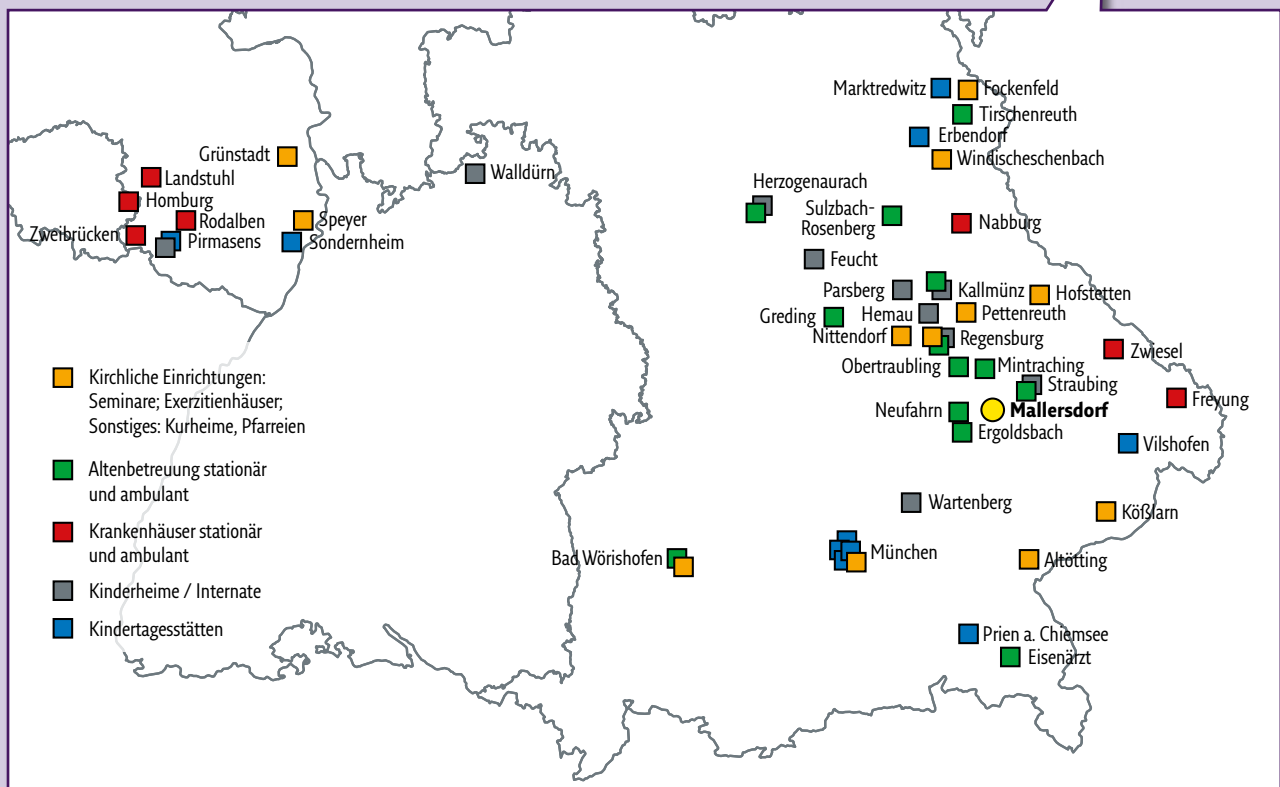 Marktredwitz
Fockenfeld
Tirschenreuth
Erbendorf
Windischeschenbach
Grünstadt
Landstuhl
Homburg
Rodalben
Zweibrücken
Pirmasens
Speyer
Sondernheim
Walldürn
Herzogenaurach
Sulzbach-
Rosenberg
Nabburg
Feucht
Parsberg
Kallmünz
Hofstetten
Greding
Hemau
Pettenreuth
Nittendorf
Regensburg
Zwiesel
Obertraubling
Mintraching
Straubing
Freyung
Neufahrn
Mallersdorf
Ergoldsbach
Vilshofen
Wartenberg
Kößlarn
Bad Wörishofen
München
Altötting
Prien a. Chiemsee
Eisenärzt
Kirchliche Einrichtungen:
Seminare; Exerzitienhäuser;
Sonstiges: Kurheime, Pfarreien
Altenbetreuung stationär
und ambulant
Krankenhäuser stationär
und ambulant
Kinderheime / Internate
Kindertagesstätten